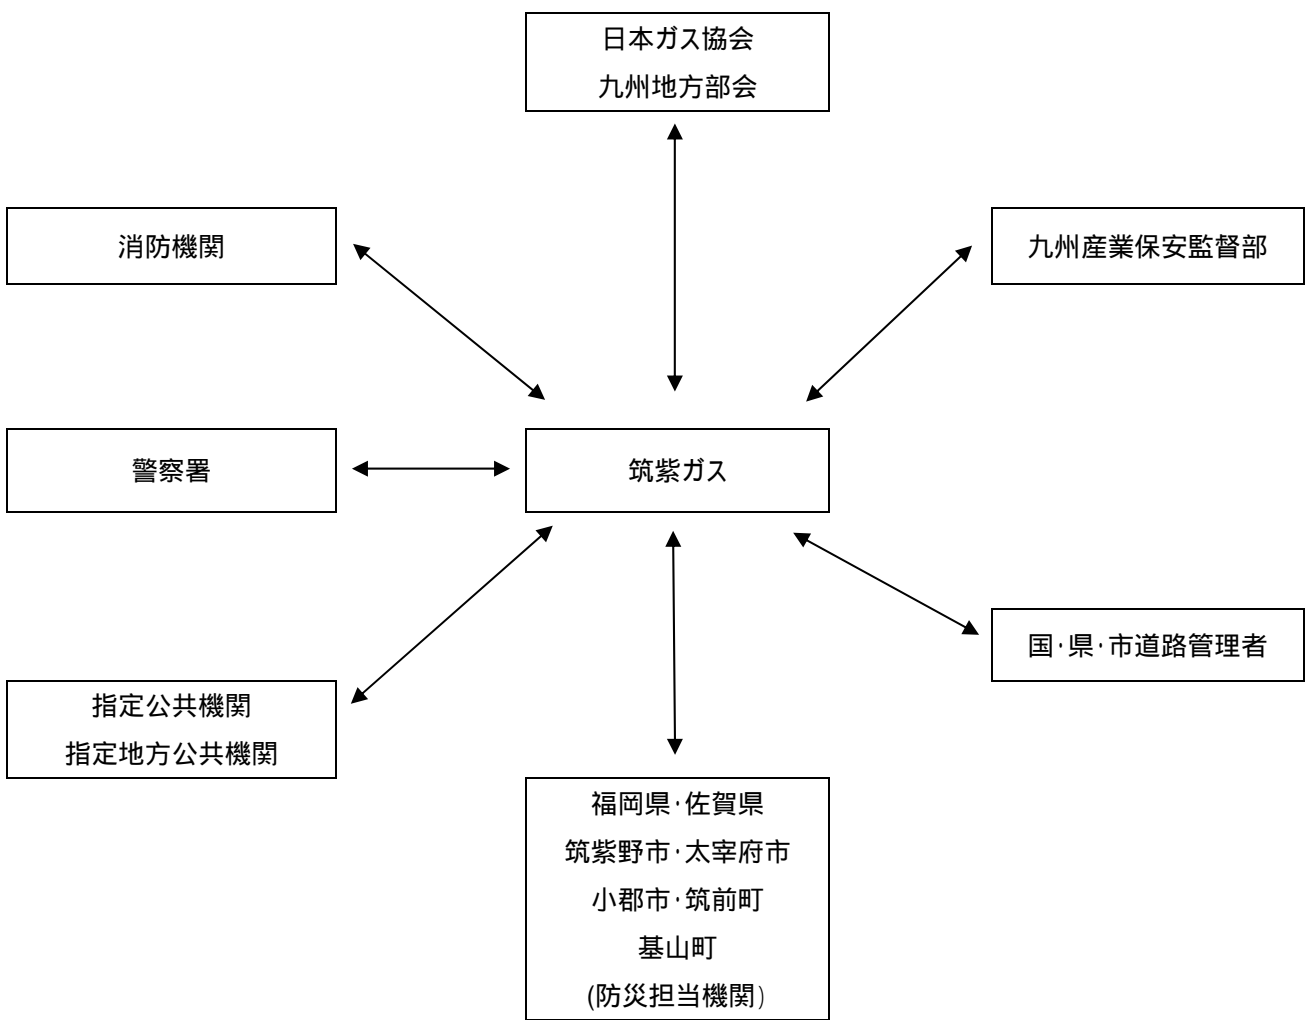 日本ガス協会
九州地方部会
消防機関
九州産業保安監督部
警察署
筑紫ガス
国・県・市道路管理者
指定公共機関
指定地方公共機関
福岡県・佐賀県
筑紫野市・太宰府市
小郡市・筑前町
基山町
(防災担当機関)